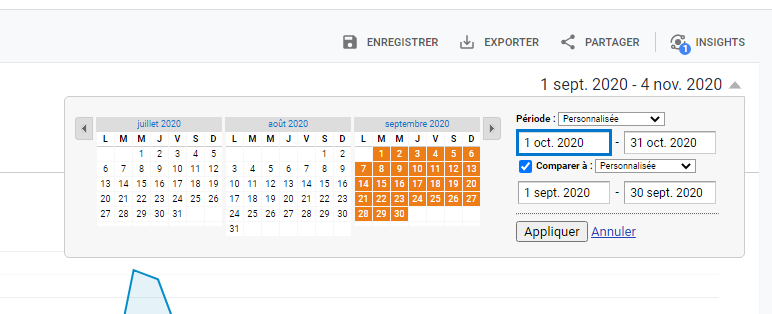 ENREGISTRER EXPORTER PARTAGER 1 INSIGHTS
1 sept. 2020 - 4 nov. 2020
juillet 2020
L M M J V S D
1 2 3 4 5
6 7 8 9 10 11 12
13 14 15 16 17 18 19
20 21 22 23 24 25 26
27 28 29 30 31
août 2020
L M M J V S D
1 2
3 4 5 6 7 8 9
10 11 12 13 14 15 16
17 18 19 20 21 22 23
24 25 26 27 28 29 30
31
septembre 2020
L M M J V S D
1 2 3 4 5 6
7 8 9 10 11 12 13
14 15 16 17 18 19 20
21 22 23 24 25 26 27
28 29 30
Période : Personnalisée
1 oct. 2020 - 31 oct. 2020
Comparer à : Personnalisée
1 sept. 2020 - 30 sept. 2020
Appliquer Annuler